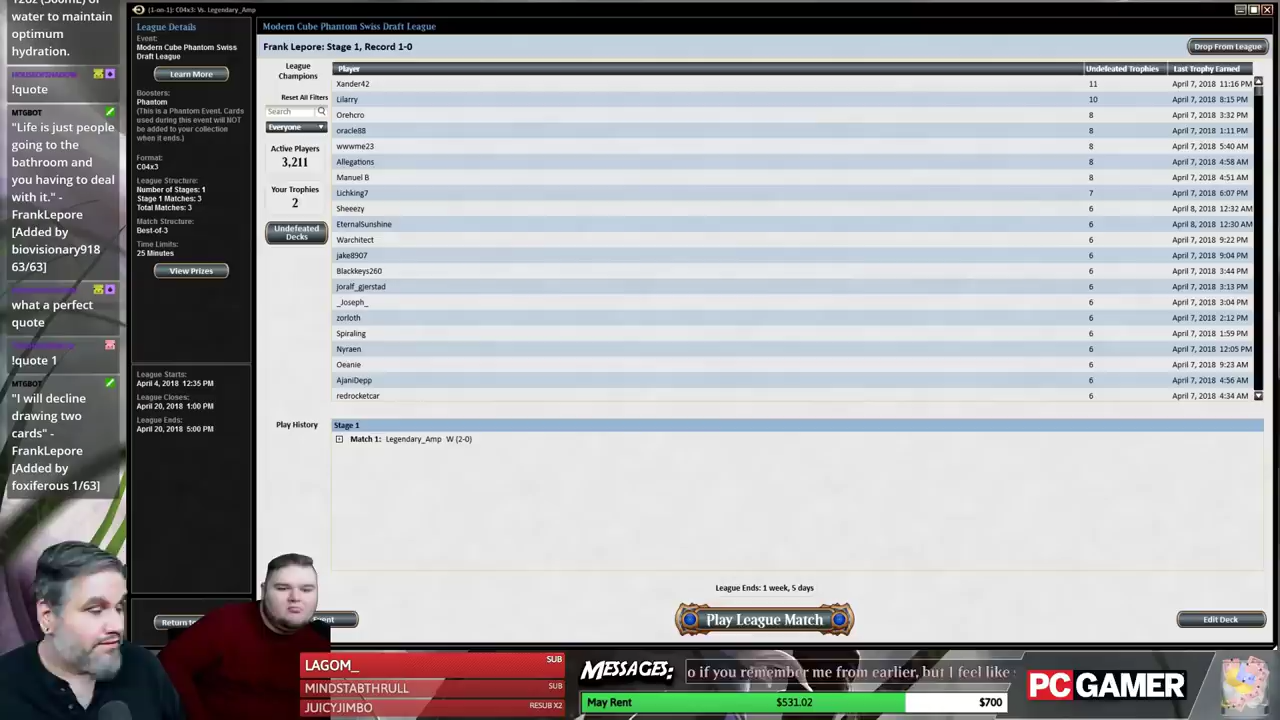 12oz (360mL) of
water to maintain
optimum
hydration.
!quote
MTGBOT
"Life is just people
going to the
bathroom and
you having to deal
with it." -
FrankLepore
[Added by
biovisionary918
63/63]
what a perfect
quote
!quote 1
MTGBOT
"I will decline
drawing two
cards" -
FrankLepore
[Added by
foxiferous 1/63]
(1-on-1): C04x3: Vs. Legendary_Amp
League Details
Event:
Modern Cube Phantom Swiss
Draft League
Learn More
Boosters:
Phantom
(This is a Phantom Event. Cards
used during this event will NOT
be added to your collection
when it ends.)
Format:
C04x3
League Structure:
Number of Stages: 1
Stage 1 Matches: 3
Total Matches: 3
Match Structure:
Best-of-3
Time Limits:
25 Minutes
View Prizes
League Starts:
April 4, 2018 12:35 PM
League Closes:
April 20, 2018 1:00 PM
League Ends:
April 20, 2018 5:00 PM
Modern Cube Phantom Swiss Draft League
Frank Lepore: Stage 1, Record 1-0
Drop From League
League
Champions
Reset All Filters
Search
Everyone
Active Players
3,211
Your Trophies
2
Undefeated
Decks
Player Undefeated Trophies Last Trophy Earned
Xander42 11 April 7, 2018 11:16 PM
Lilarry 10 April 7, 2018 8:15 PM
Orehcro 8 April 7, 2018 3:32 PM
oracle88 8 April 7, 2018 1:11 PM
wwwme23 8 April 7, 2018 5:40 AM
Allegations 8 April 7, 2018 4:58 AM
Manuel B 8 April 7, 2018 4:51 AM
Lichking7 7 April 7, 2018 6:07 PM
Sheeezy 6 April 8, 2018 12:32 AM
EternalSunshine 6 April 8, 2018 12:30 AM
Warchitect 6 April 7, 2018 9:22 PM
jake8907 6 April 7, 2018 9:04 PM
Blackkeys260 6 April 7, 2018 3:44 PM
joralf_gjerstad 6 April 7, 2018 3:13 PM
_Joseph_ 6 April 7, 2018 3:04 PM
zorloth 6 April 7, 2018 2:12 PM
Spiraling 6 April 7, 2018 1:59 PM
Nyraen 6 April 7, 2018 12:05 PM
Oeanie 6 April 7, 2018 9:23 AM
AjaniDepp 6 April 7, 2018 4:56 AM
redrocketcar 6 April 7, 2018 4:34 AM
Play History
Stage 1
Match 1: Legendary_Amp W (2-0)
League Ends: 1 week, 5 days
Return to
Event
Play League Match
Edit Deck
LAGOM_ SUB
MINDSTABTHRULL SUB
JUICYJIMBO RESUB X2
MESSAGES:
o if you remember me from earlier, but I feel like
May Rent $531.02 $700
PC GAMER